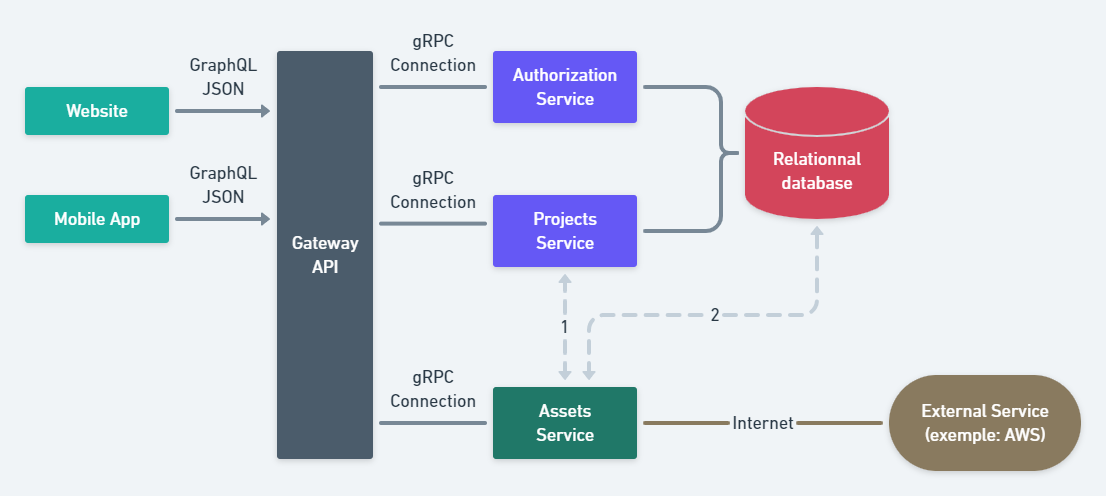 GraphQL
JSON
Website
GraphQL
JSON
Mobile App
Gateway
API
gRPC
Connection
Authorization
Service
gRPC
Connection
Projects
Service
Relationnal
database
1
2
gRPC
Connection
Assets
Service
Internet
External Service
(exemple: AWS)